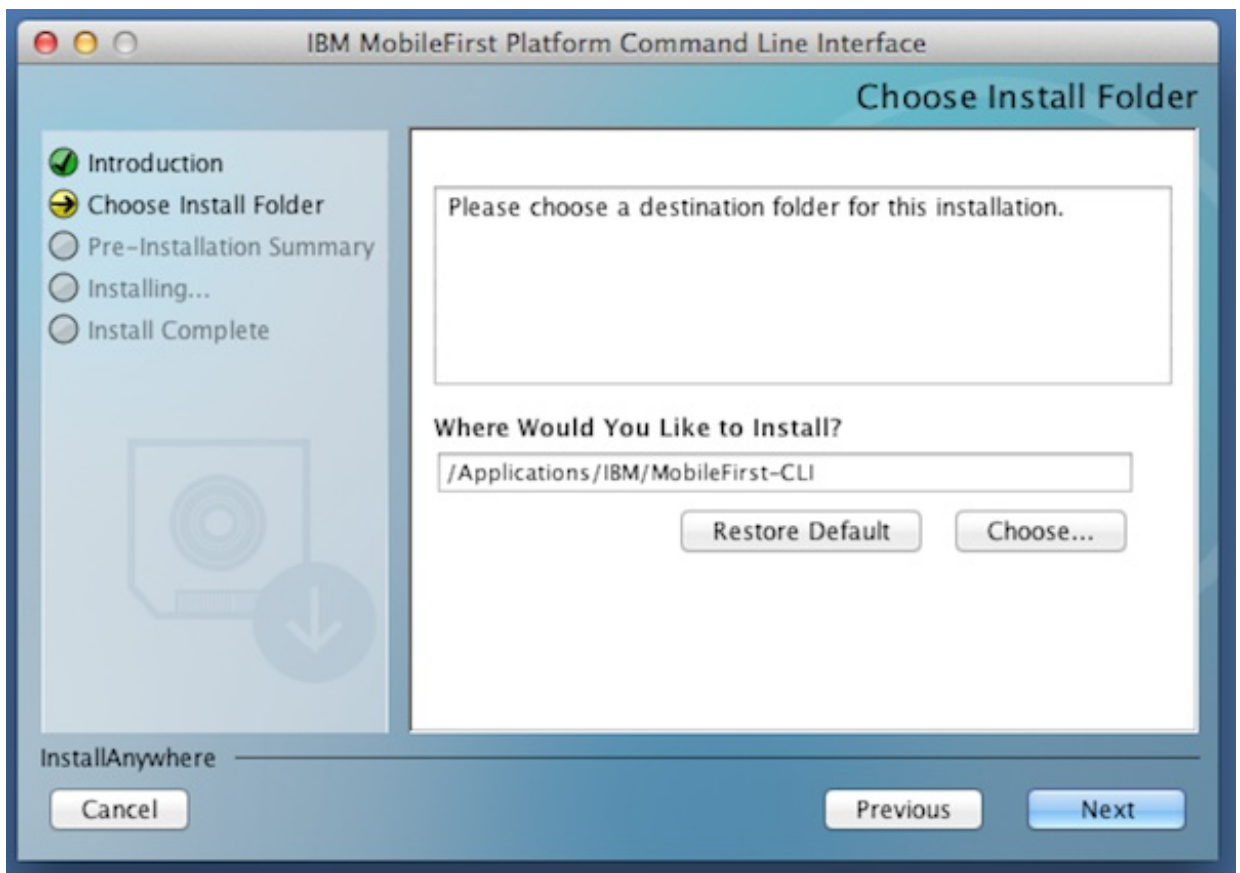 IBM MobileFirst Platform Command Line Interface
Choose Install Folder
Introduction
Choose Install Folder
Pre-Installation Summary
Installing...
Install Complete
Please choose a destination folder for this installation.
Where Would You Like to Install?
/Applications/IBM/MobileFirst-CLI
Restore Default
Choose...
InstallAnywhere
Cancel
Previous
Next